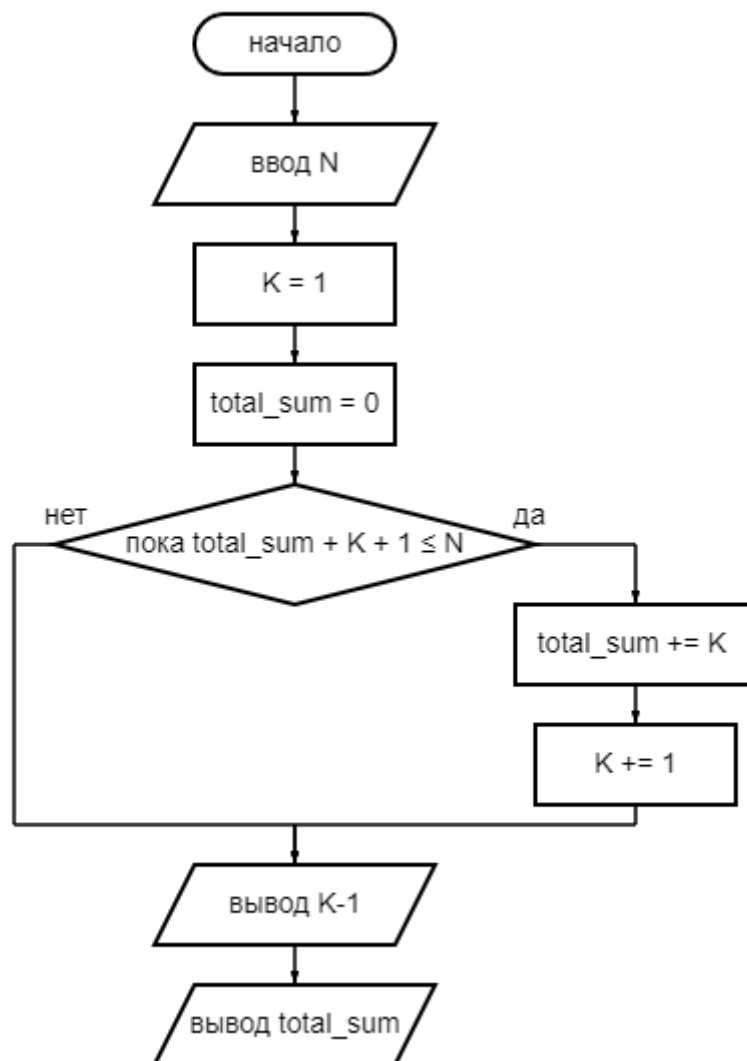 начало
ввод N
K = 1
total_sum = 0
нет
да
пока total_sum + K + 1 ≤ N
total_sum += K
K += 1
вывод K-1
вывод total_sum